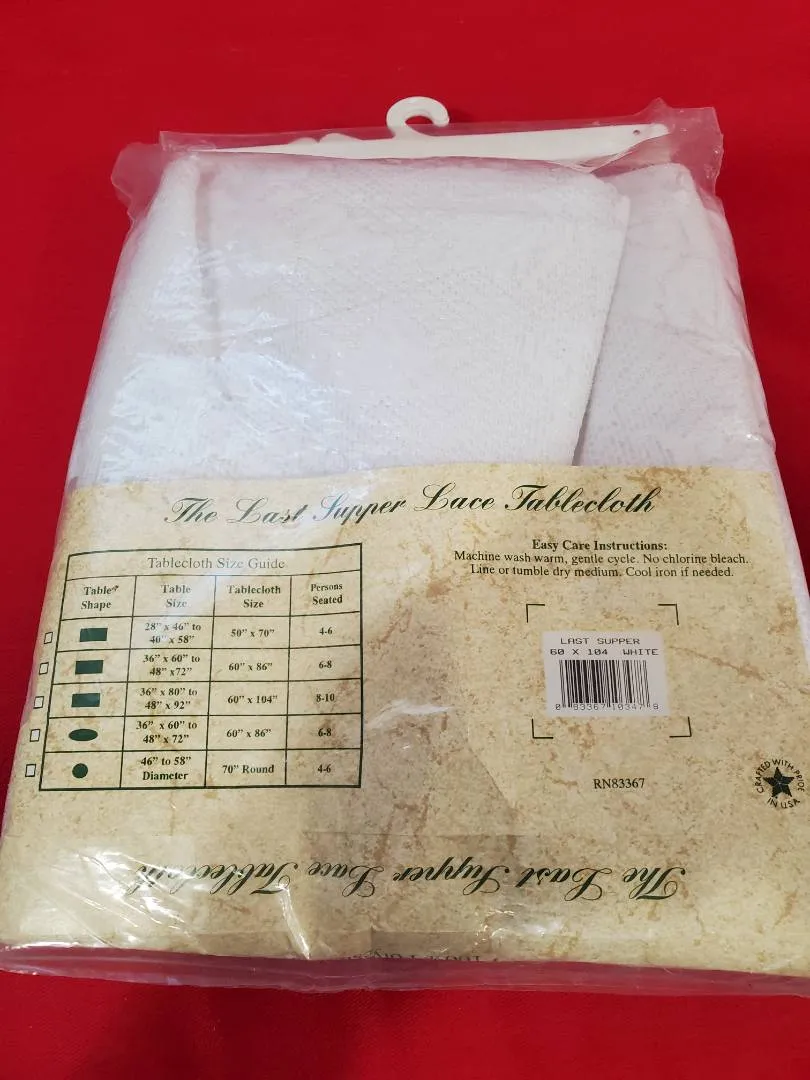 The Last Supper Lace Tablecloth
Tablecloth Size Guide
Table Shape Table Size Tablecloth Size Persons Seated
28” x 46” to 40” x 58” 50” x 70” 4-6
36” x 60” to 48” x72” 60” x 86” 6-8
36” x 80” to 48” x 92” 60” x 104” 8-10
36” x 60” to 48” x 72” 60” x 86” 6-8
46” to 58” Diameter 70” Round 4-6
Easy Care Instructions:
Machine wash warm, gentle cycle. No chlorine bleach.
Line or tumble dry medium. Cool iron if needed.
LAST SUPPER
60 X 104 WHITE
0 83367 10347 8
RN83367
CRAFTED WITH PRIDE
IN USA
The Last Supper Lace Tablecloth